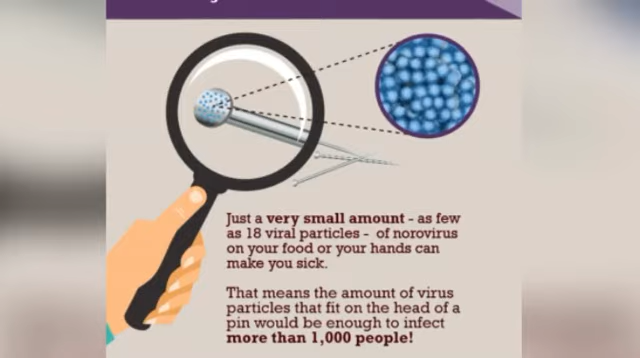 Just a very small amount - as few
as 18 viral particles - of norovirus
on your food or your hands can
make you sick.
That means the amount of virus
particles that fit on the head of a
pin would be enough to infect
more than 1,000 people!